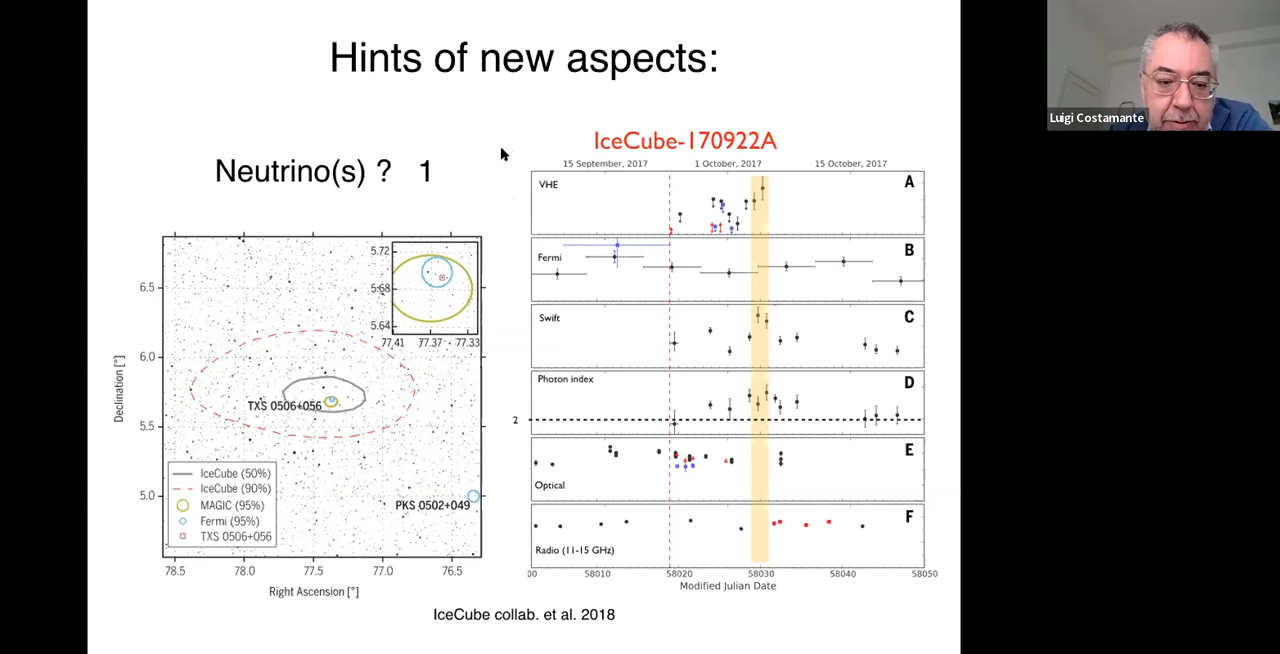 Hints of new aspects:
Luigi Costamante
Neutrino(s) ? 1
IceCube-170922A
15 September, 2017
1 October, 2017
15 October, 2017
VHE
A
Fermi
B
Swift
C
Photon index
D
2
E
Optical
F
Radio (11-15 GHz)
00
58010
58020
58030
58040
58050
Modified Julian Date
5.72
5.68
5.64
77.41
77.37
77.33
6.5
6.0
5.5
5.0
Declination [°]
TXS 0506+056
PKS 0502+049
IceCube (50%)
IceCube (90%)
MAGIC (95%)
Fermi (95%)
TXS 0506+056
78.5
78.0
77.5
77.0
76.5
Right Ascension [°]
IceCube collab. et al. 2018